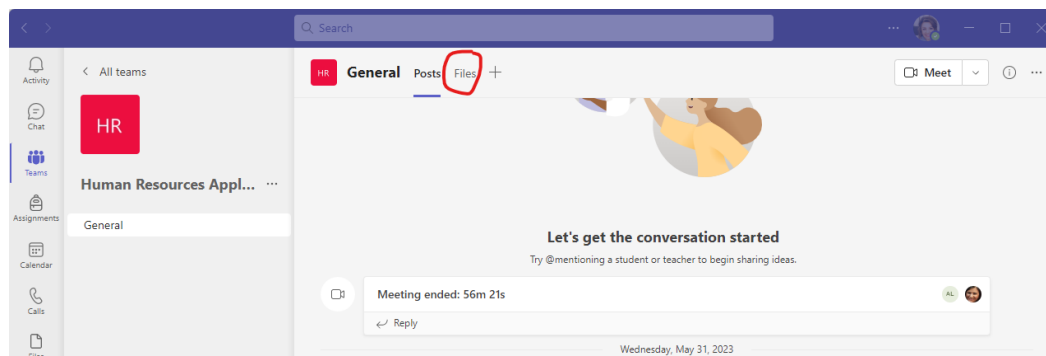 Search
Activity
Chat
Teams
Assignments
Calendar
Calls
Files
All teams
HR
Human Resources Appl...
General
HR General Posts Files
Meet
Let's get the conversation started
Try @mentioning a student or teacher to begin sharing ideas.
Meeting ended: 56m 21s
AL
Reply
Wednesday, May 31, 2023